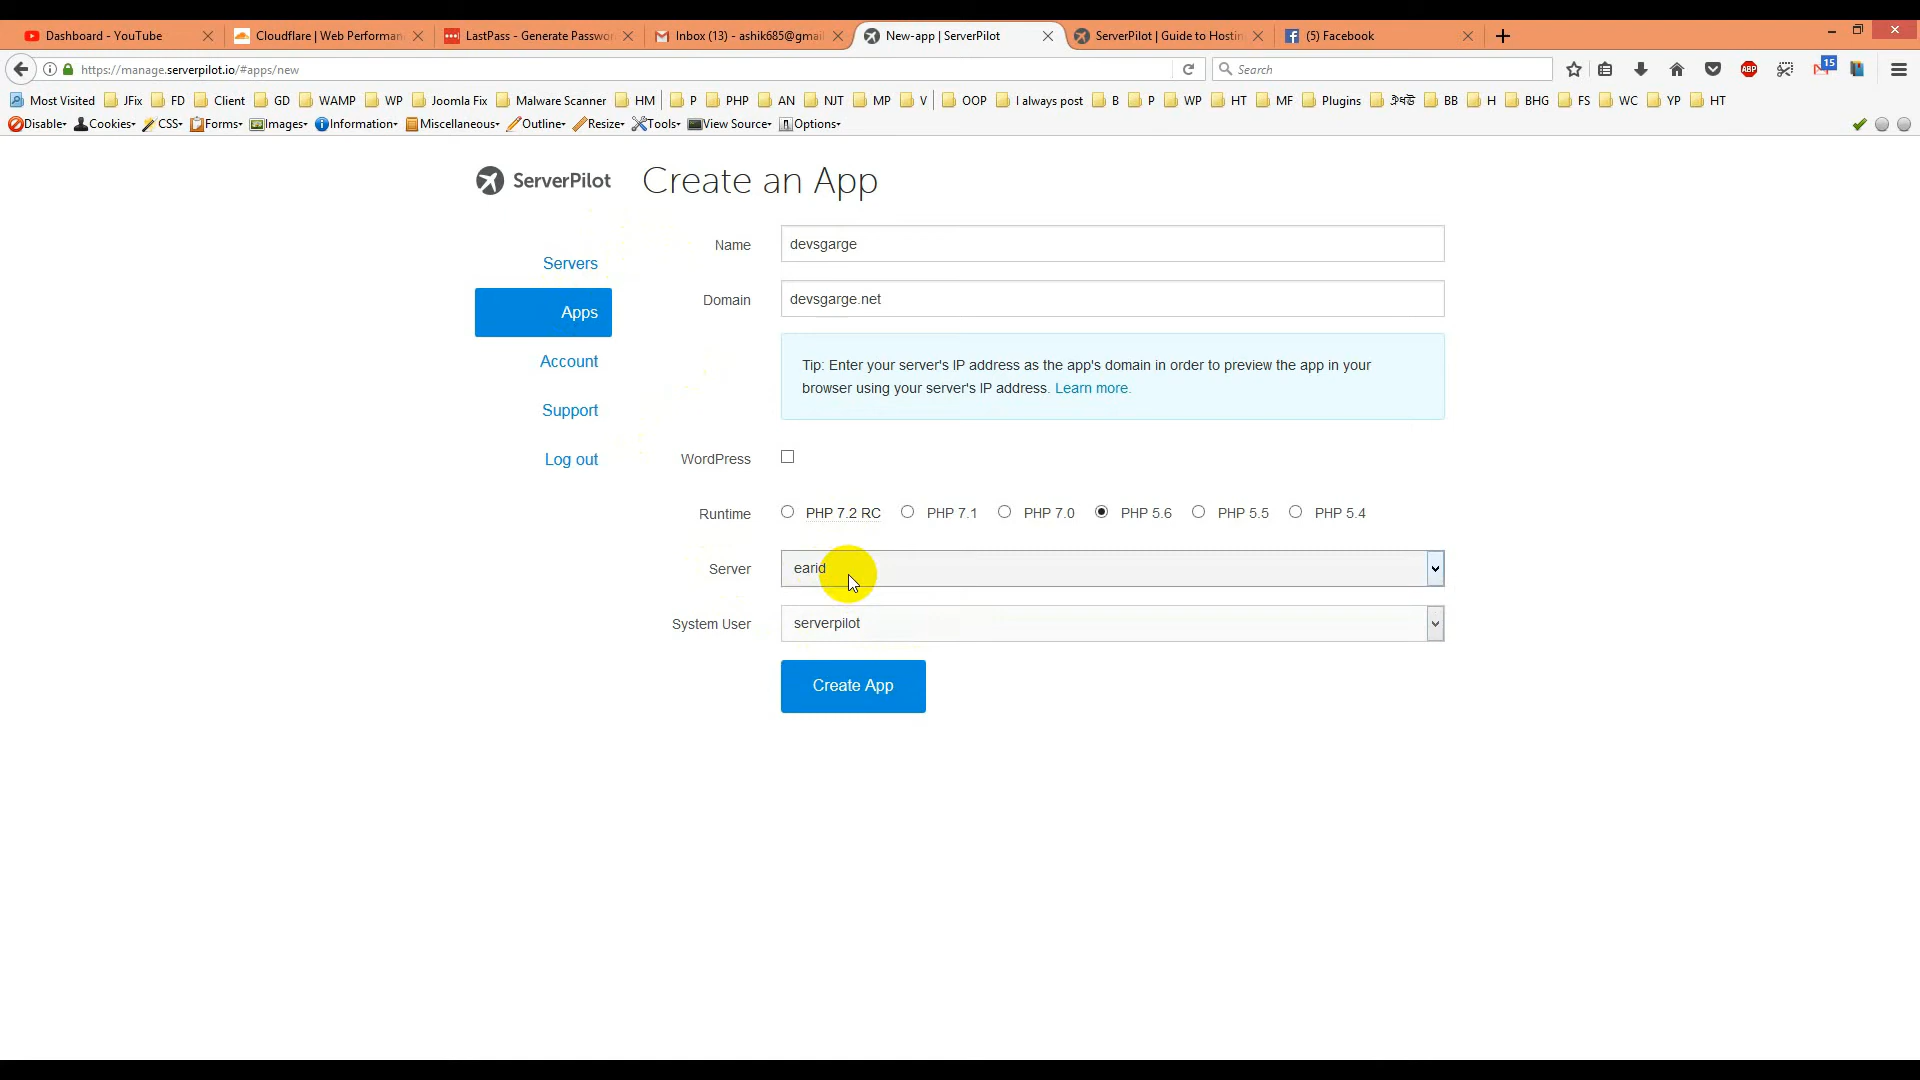 Dashboard - YouTube
Cloudflare | Web Performan
LastPass - Generate Passwo
Inbox (13) - ashik685@gmai
New-app | ServerPilot
ServerPilot | Guide to Hostin
(5) Facebook
https://manage.serverpilot.io/#apps/new
Search
ABP
15
Most Visited JFix FD Client GD WAMP WP Joomla Fix Malware Scanner HM P PHP AN NJT MP V OOP I always post B P WP HT MF Plugins BB H BHG FS WC YP HT
Disable CSS Cookies Forms Images Information Miscellaneous Outline Resize Tools View Source Options
ServerPilot
Create an App
Servers
Apps
Account
Support
Log out
Name
devsgarge
Domain
devsgarge.net
Tip: Enter your server's IP address as the app's domain in order to preview the app in your
browser using your server's IP address. Learn more.
WordPress
Runtime
PHP 7.2 RC PHP 7.1 PHP 7.0 PHP 5.6 PHP 5.5 PHP 5.4
Server
earid
System User
serverpilot
Create App